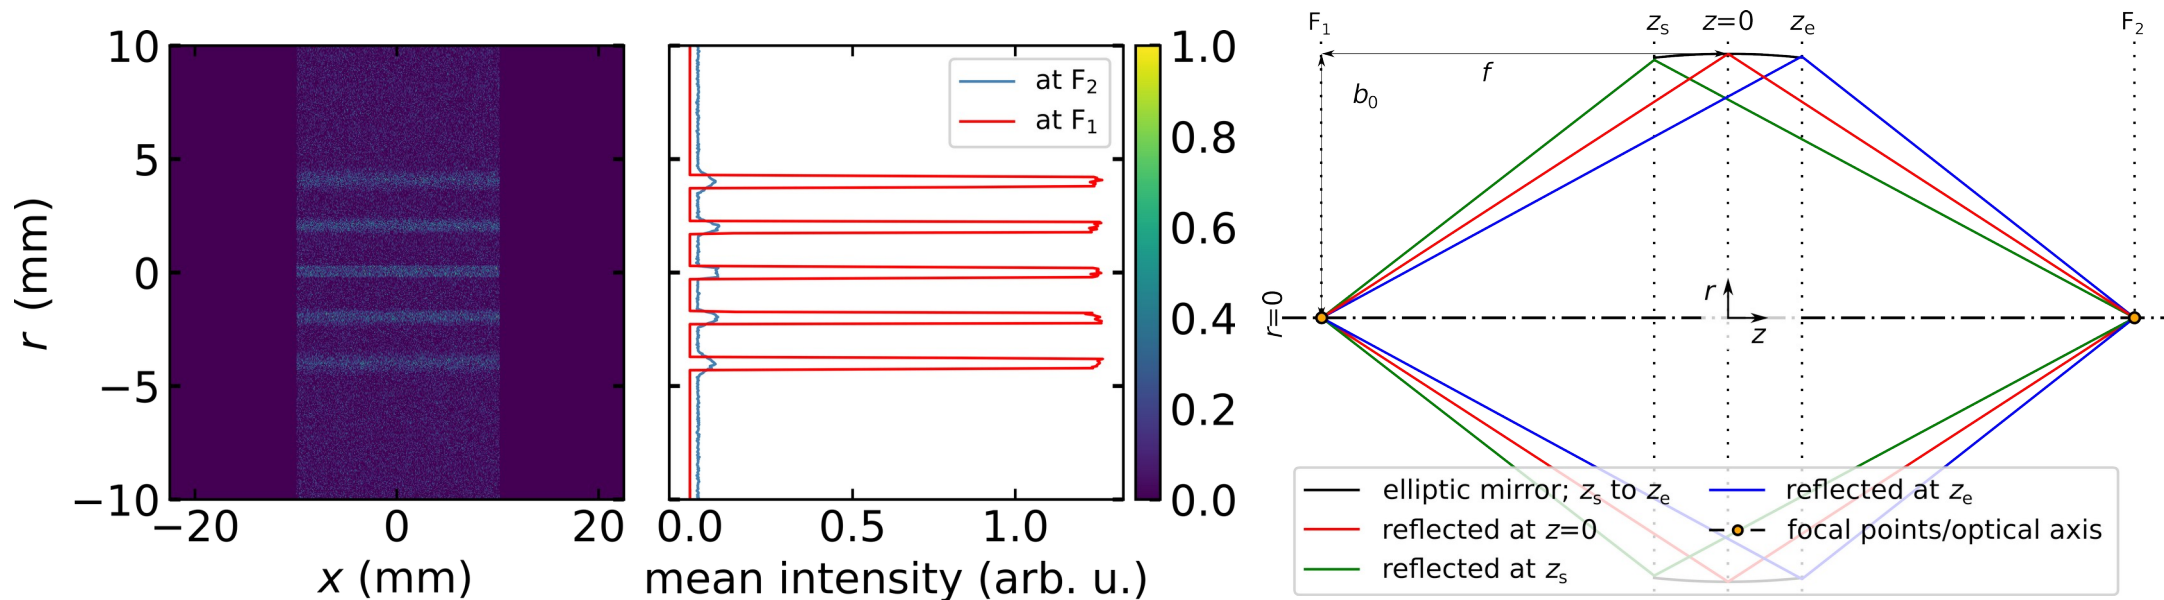 10
5
0
−5
−10
r (mm)
−20
0
20
x (mm)
at F2
at F1
0.0
0.5
1.0
mean intensity (arb. u.)
1.0
0.8
0.6
0.4
0.2
0.0
F1
zs
z=0
ze
F2
f
b0
r
z
r=0
elliptic mirror; zs to ze
reflected at z=0
reflected at zs
reflected at ze
focal points/optical axis